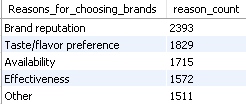 Reasons_for_choosing_brands reason_count
Brand reputation 2393
Taste/flavor preference 1829
Availability 1715
Effectiveness 1572
Other 1511